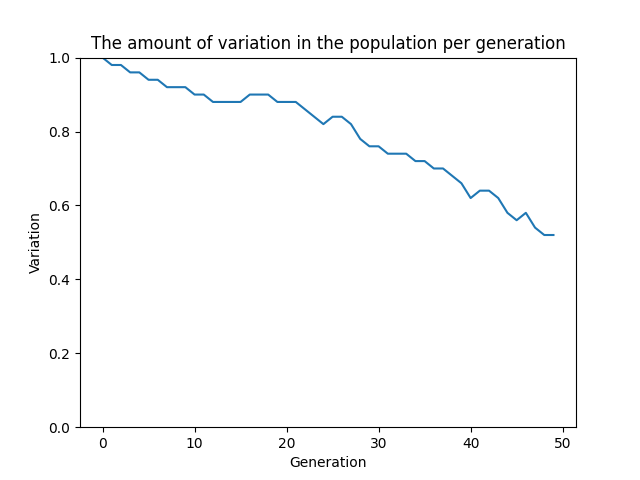 The amount of variation in the population per generation
1.0
0.8
0.6
0.4
0.2
0.0
Variation
0 10 20 30 40 50
Generation